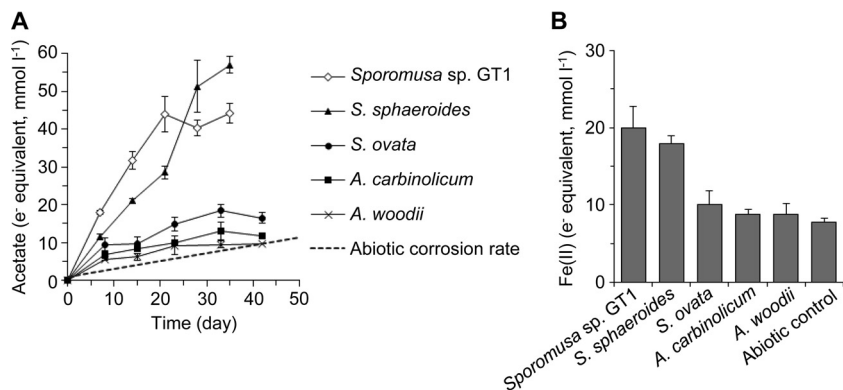 A
Acetate (e⁻ equivalent, mmol l⁻¹)
60
50
40
30
20
10
0
0
10
20
30
40
50
Time (day)
Sporomusa sp. GT1
S. sphaeroides
S. ovata
A. carbinolicum
A. woodii
Abiotic corrosion rate
B
Fe(II) (e⁻ equivalent, mmol l⁻¹)
30
20
10
0
Sporomusa sp. GT1
S. sphaeroides
S. ovata
A. carbinolicum
A. woodii
Abiotic control